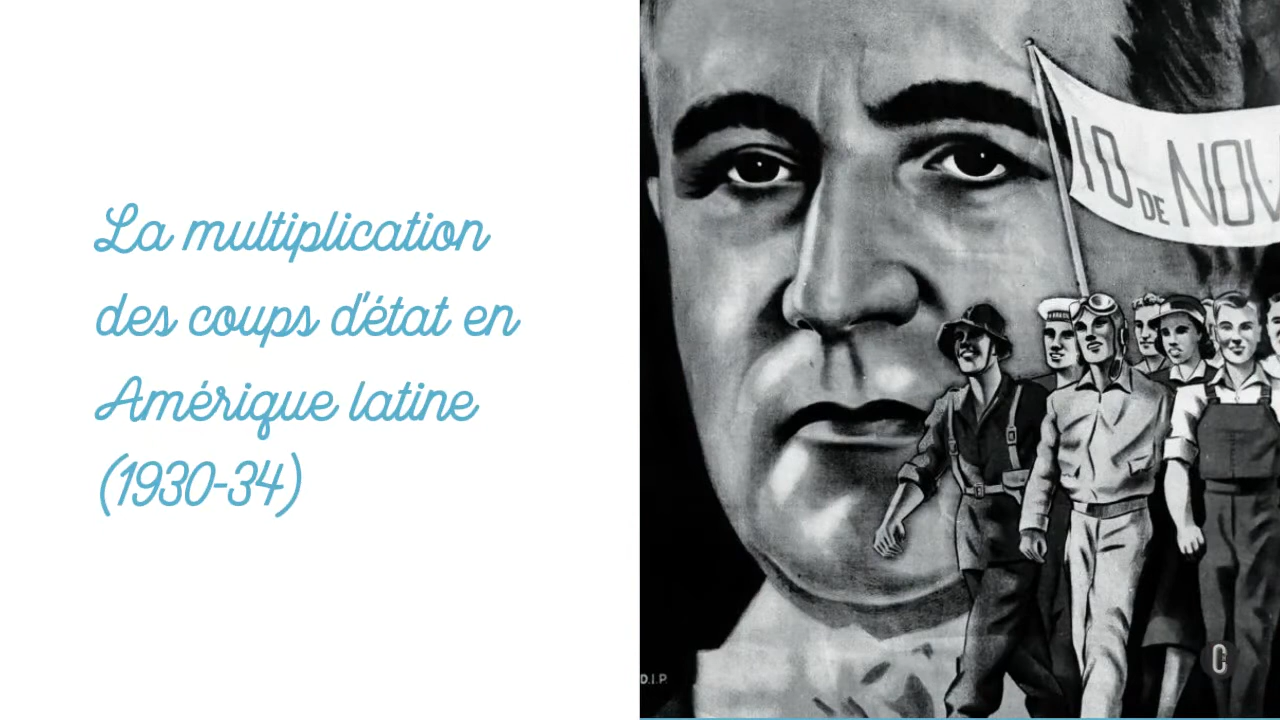 La multiplication
des coups d'état en
Amérique latine
(1930-34)
10 DE NOV
D.I.P.
C